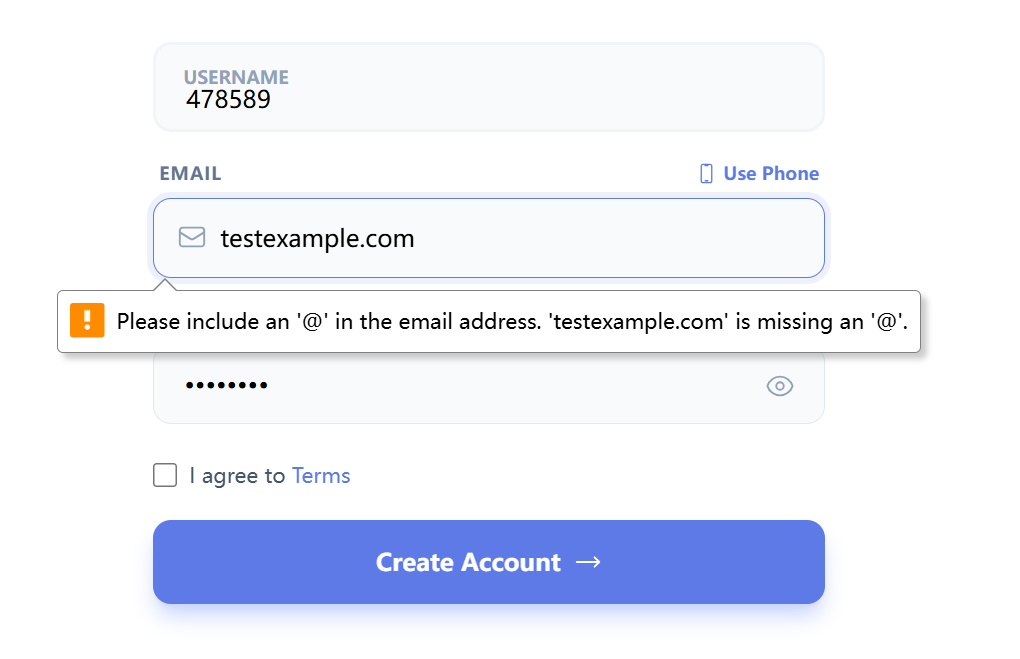 USERNAME
478589
EMAIL
Use Phone
testexample.com
Please include an '@' in the email address. 'testexample.com' is missing an '@'.
••••••••
I agree to Terms
Create Account →